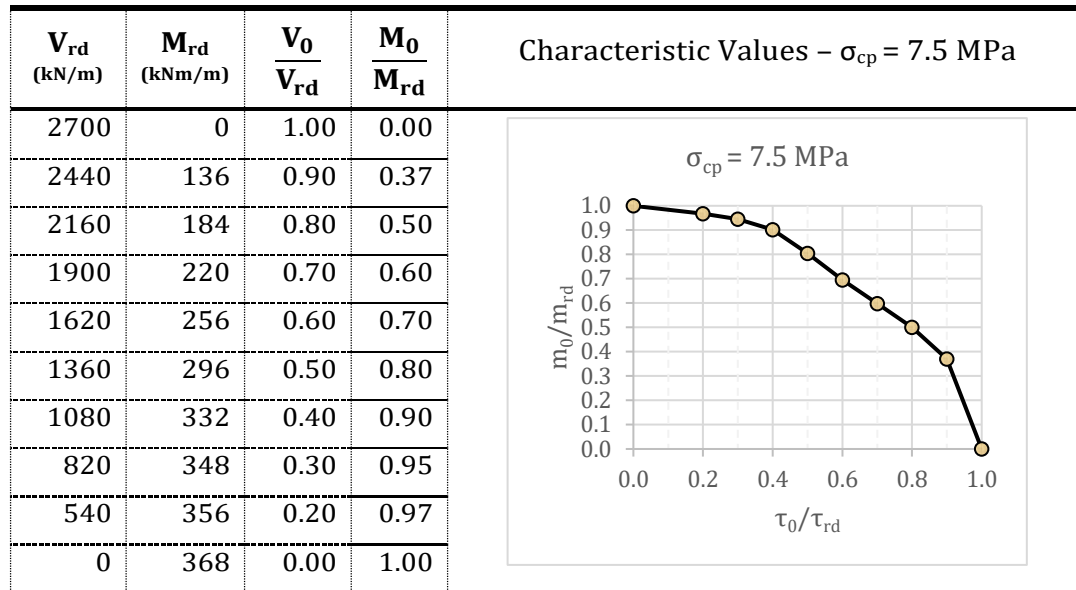 V_rd (kN/m) M_rd (kNm/m) V_0/V_rd M_0/M_rd Characteristic Values – σ_cp = 7.5 MPa
2700 0 1.00 0.00
2440 136 0.90 0.37
2160 184 0.80 0.50
1900 220 0.70 0.60
1620 256 0.60 0.70
1360 296 0.50 0.80
1080 332 0.40 0.90
820 348 0.30 0.95
540 356 0.20 0.97
0 368 0.00 1.00
σ_cp = 7.5 MPa
m_0/m_rd
1.0
0.9
0.8
0.7
0.6
0.5
0.4
0.3
0.2
0.1
0.0
0.0 0.2 0.4 0.6 0.8 1.0
τ_0/τ_rd